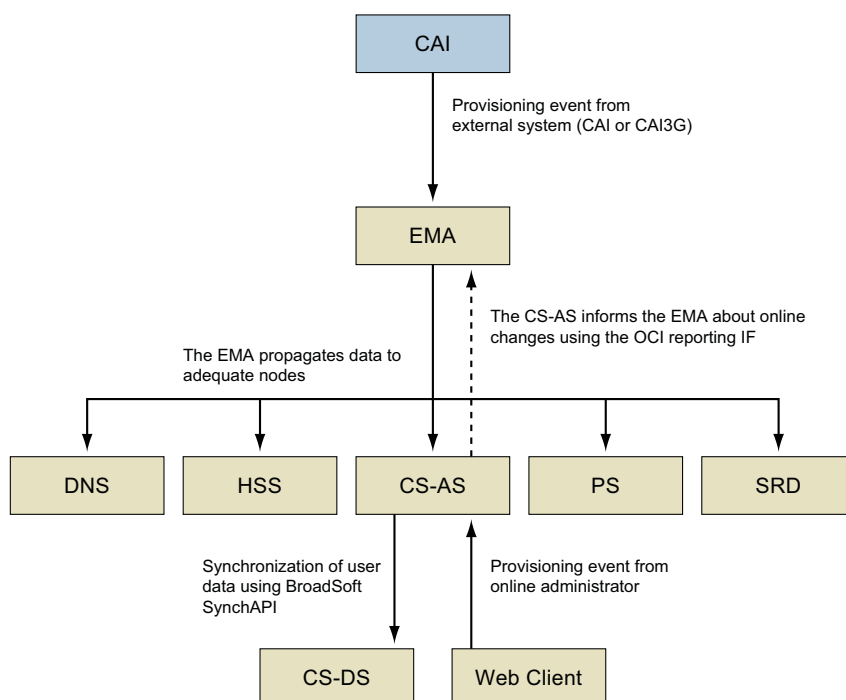 CAI
Provisioning event from
external system (CAI or CAI3G)
EMA
The CS-AS informs the EMA about online
changes using the OCI reporting IF
The EMA propagates data to
adequate nodes
DNS
HSS
CS-AS
PS
SRD
Synchronization of user
data using BroadSoft
SynchAPI
Provisioning event from
online administrator
CS-DS
Web Client